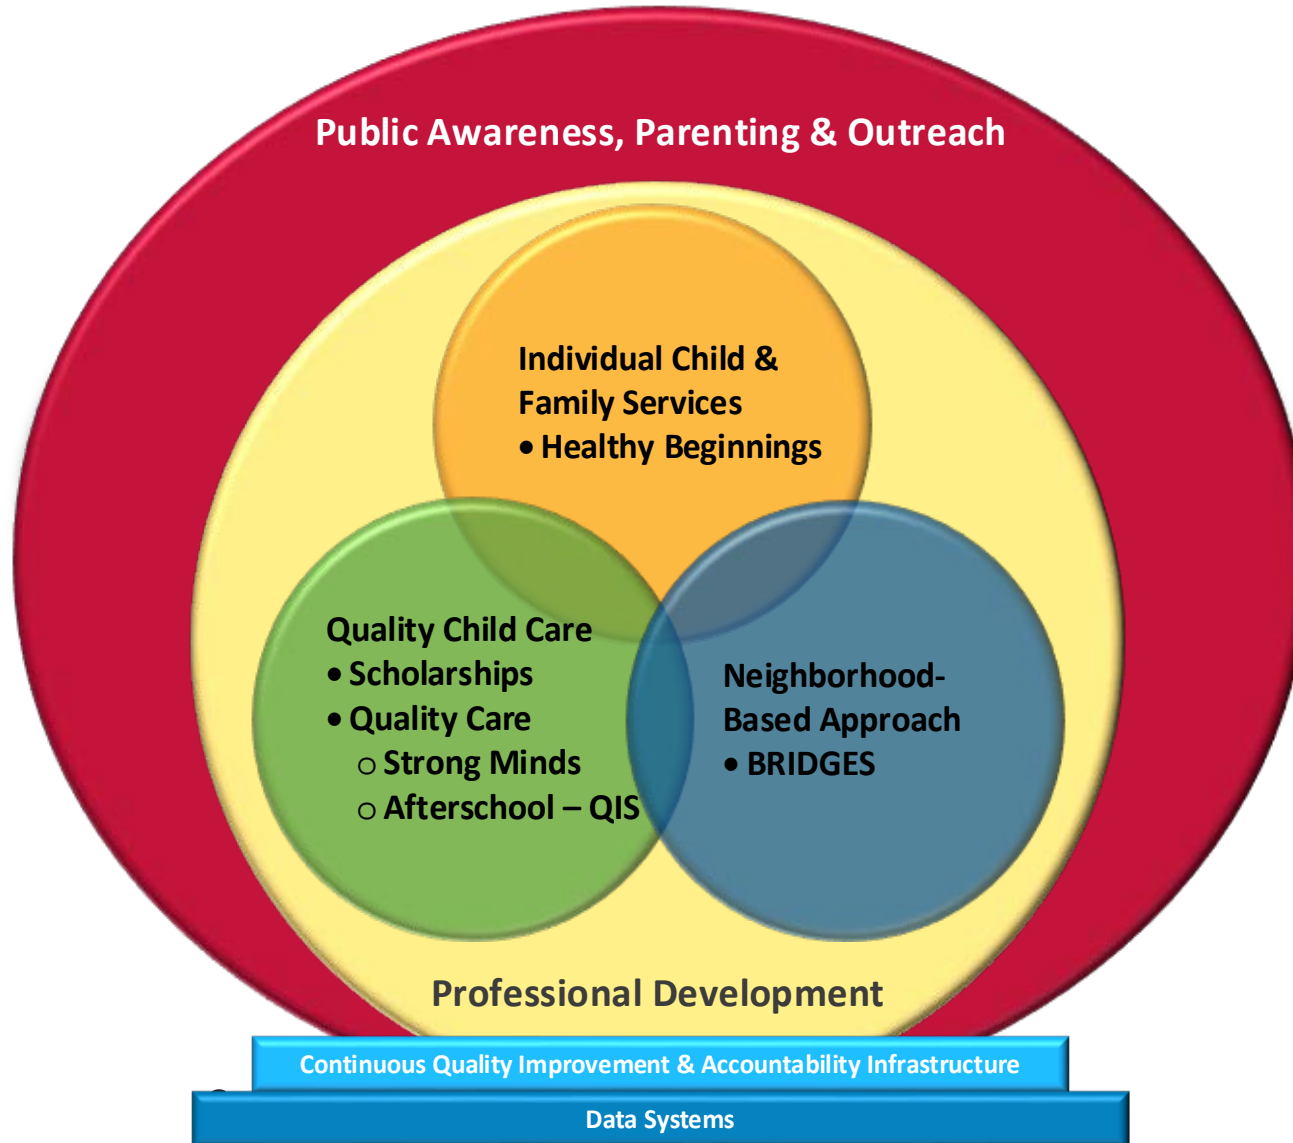 Public Awareness, Parenting & Outreach
Individual Child &
Family Services
• Healthy Beginnings
Quality Child Care
• Scholarships
• Quality Care
o Strong Minds
o Afterschool – QIS
Neighborhood-
Based Approach
• BRIDGES
Professional Development
Continuous Quality Improvement & Accountability Infrastructure
Data Systems